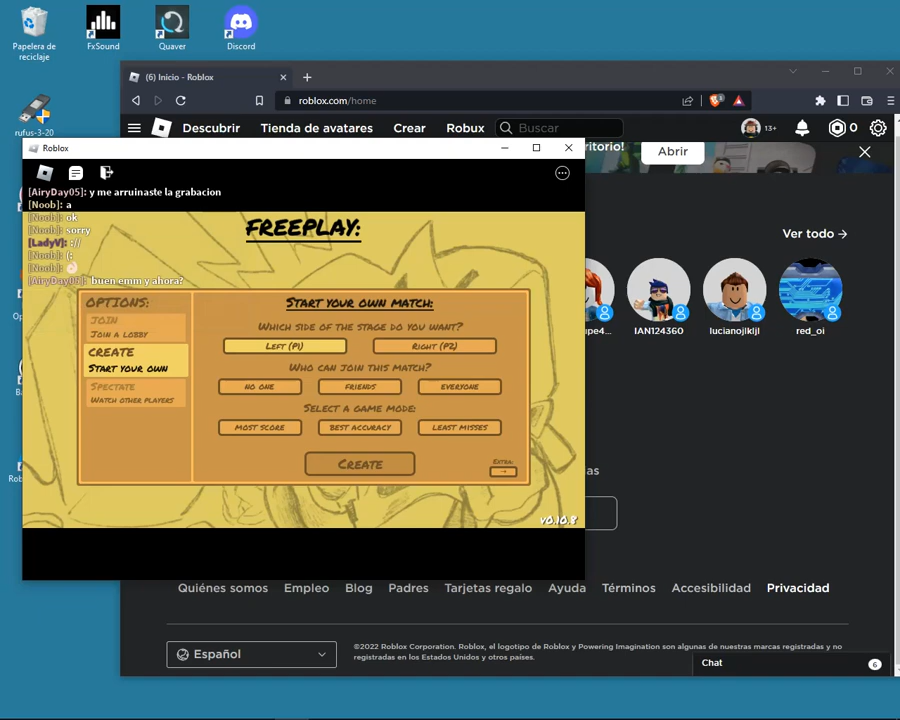 Papelera de
reciclaje
FxSound
Quaver
Discord
rufus-3-20
(6) Inicio - Roblox
roblox.com/home
1
Descubrir
Tienda de avatares
Crear
Robux
Buscar
13+
0
Abrir
Ver todo →
IAN124360
lucianojlkljl
red_oi
Roblox
[AiryDay05]: y me arruinaste la grabacion
[Noob]: a
[Noob]: ok
[Noob]: sorry
[LadyV]: ://
[Noob]: (:
[Noob]: 👌
[AiryDay05]: buen emm y ahora?
FREEPLAY:
OPTIONS:
JOIN
JOIN A LOBBY
CREATE
START YOUR OWN
SPECTATE
WATCH OTHER PLAYERS
START YOUR OWN MATCH:
WHICH SIDE OF THE STAGE DO YOU WANT?
LEFT (P1)
RIGHT (P2)
WHO CAN JOIN THIS MATCH?
NO ONE
FRIENDS
EVERYONE
SELECT A GAME MODE:
MOST SCORE
BEST ACCURACY
LEAST MISSES
CREATE
EXTRA:
→
v0.10.8
Quiénes somos
Empleo
Blog
Padres
Tarjetas regalo
Ayuda
Términos
Accesibilidad
Privacidad
Español
©2022 Roblox Corporation. Roblox, el logotipo de Roblox y Powering Imagination son algunas de nuestras marcas registradas y no
registradas en los Estados Unidos y otros países.
Chat
6